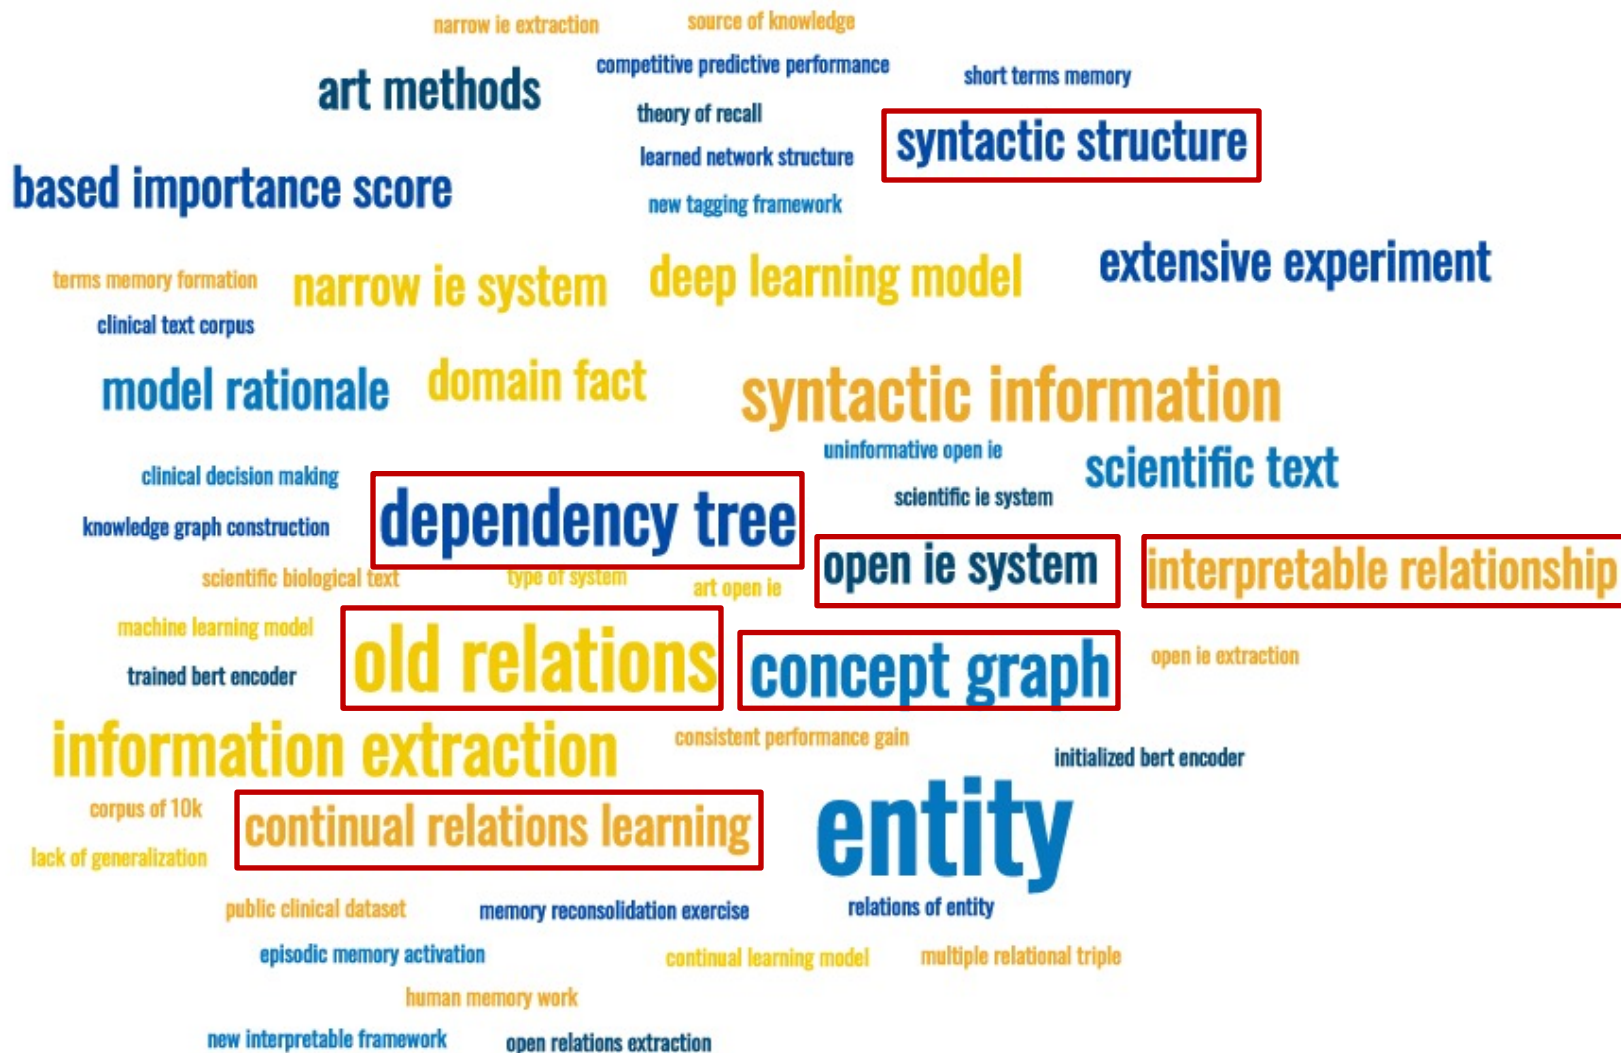 narrow ie extraction
source of knowledge
art methods
competitive predictive performance
short terms memory
theory of recall
syntactic structure
learned network structure
based importance score
new tagging framework
terms memory formation
narrow ie system
deep learning model
extensive experiment
clinical text corpus
model rationale
domain fact
syntactic information
uninformative open ie
scientific text
clinical decision making
scientific ie system
knowledge graph construction
dependency tree
open ie system
interpretable relationship
scientific biological text
type of system
art open ie
machine learning model
old relations
concept graph
open ie extraction
trained bert encoder
information extraction
consistent performance gain
initialized bert encoder
corpus of 10k
continual relations learning
entity
lack of generalization
public clinical dataset
memory reconsolidation exercise
relations of entity
episodic memory activation
continual learning model
multiple relational triple
human memory work
new interpretable framework
open relations extraction